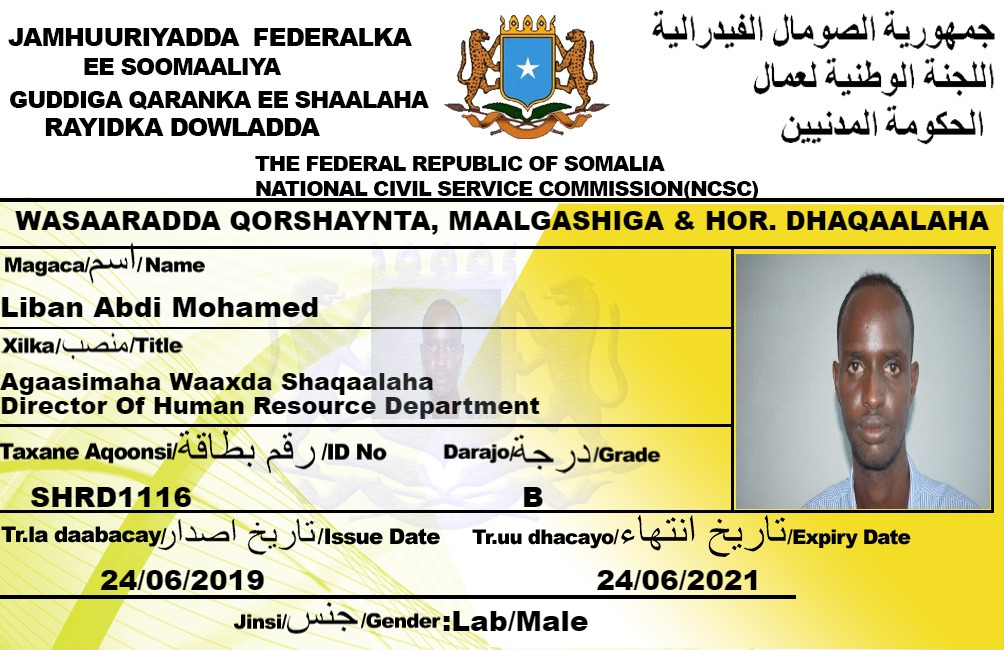 JAMHUURIYADDA FEDERALKA
EE SOOMAALIYA
GUDDIGA QARANKA EE SHAALAHA
RAYIDKA DOWLADDA
جمهورية الصومال الفيدرالية
اللجنة الوطنية لعمال
الحكومة المدنيين
THE FEDERAL REPUBLIC OF SOMALIA
NATIONAL CIVIL SERVICE COMMISSION(NCSC)
WASAARADDA QORSHAYNTA, MAALGASHIGA & HOR. DHAQAALAHA
Magaca/اسم/Name
Liban Abdi Mohamed
Xilka/منصب/Title
Agaasimaha Waaxda Shaqaalaha
Director Of Human Resource Department
Taxane Aqoonsi/رقم بطاقة/ID No Darajo/درجة/Grade
SHRD1116 B
Tr.la daabacay/تاريخ اصدار/Issue Date Tr.uu dhacayo/تاريخ انتهاء/Expiry Date
24/06/2019 24/06/2021
Jinsi/جنس/Gender:Lab/Male